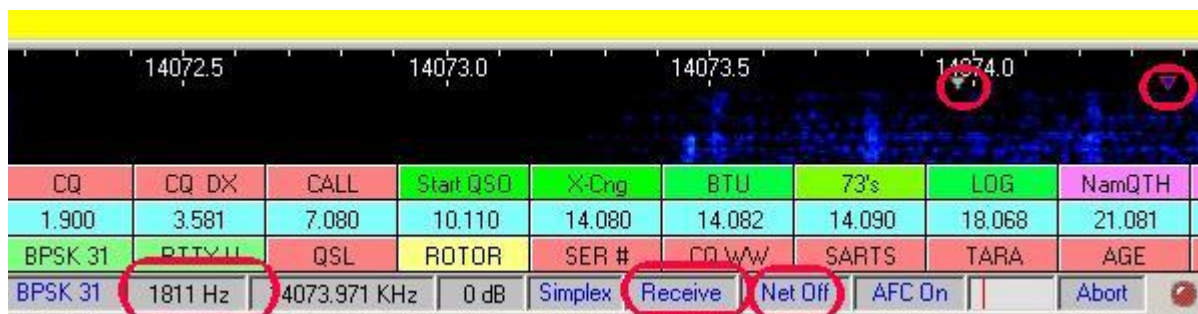 14072.5 14073.0 14073.5 14074.0
CQ CQ DX CALL Start QSO X-Cng BTU 73's LOG NamQTH
1.900 3.581 7.080 10.110 14.080 14.082 14.090 18.068 21.081
BPSK 31 RTTY U QSL ROTOR SER # CQ WW SARTS TARA AGE
BPSK 31 1811 Hz 4073.971 KHz 0 dB Simplex Receive Net Off AFC On Abort